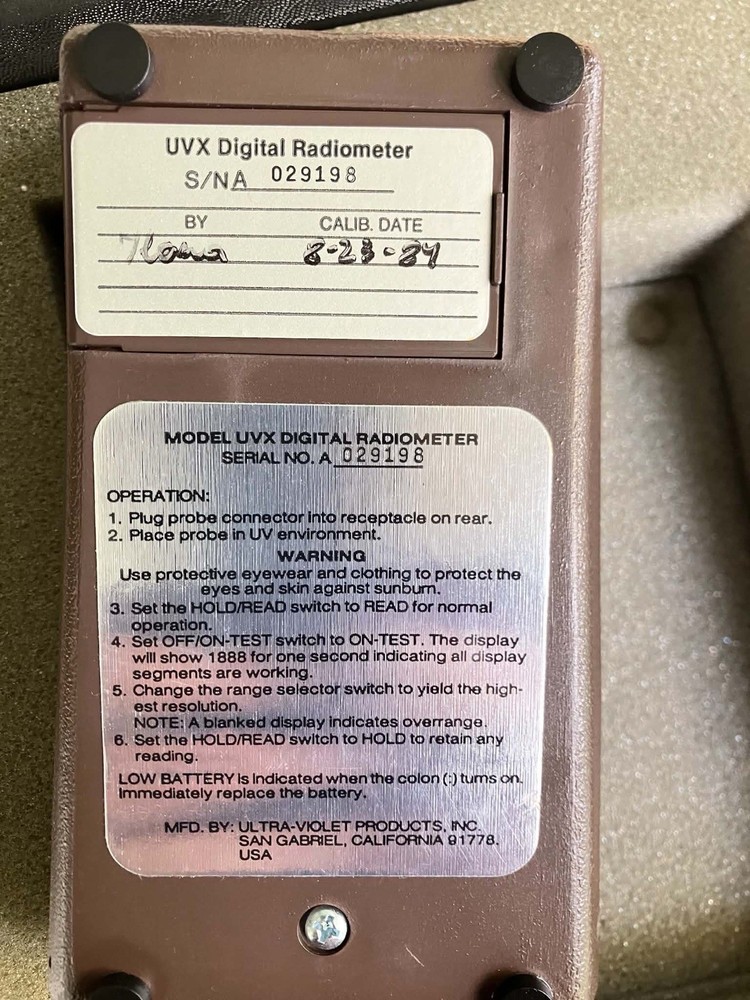 UVX Digital Radiometer
S/NA 029198
BY CALIB. DATE
8-23-84
MODEL UVX DIGITAL RADIOMETER
SERIAL NO. A 029198
OPERATION:
1. Plug probe connector into receptacle on rear.
2. Place probe in UV environment.
WARNING
Use protective eyewear and clothing to protect the
eyes and skin against sunburn.
3. Set the HOLD/READ switch to READ for normal
operation.
4. Set OFF/ON-TEST switch to ON-TEST. The display
will show 1888 for one second indicating all display
segments are working.
5. Change the range selector switch to yield the high-
est resolution.
NOTE: A blanked display indicates overrange.
6. Set the HOLD/READ switch to HOLD to retain any
reading.
LOW BATTERY is indicated when the colon (:) turns on.
Immediately replace the battery.
MFD. BY: ULTRA-VIOLET PRODUCTS, INC.
SAN GABRIEL, CALIFORNIA 91778.
USA